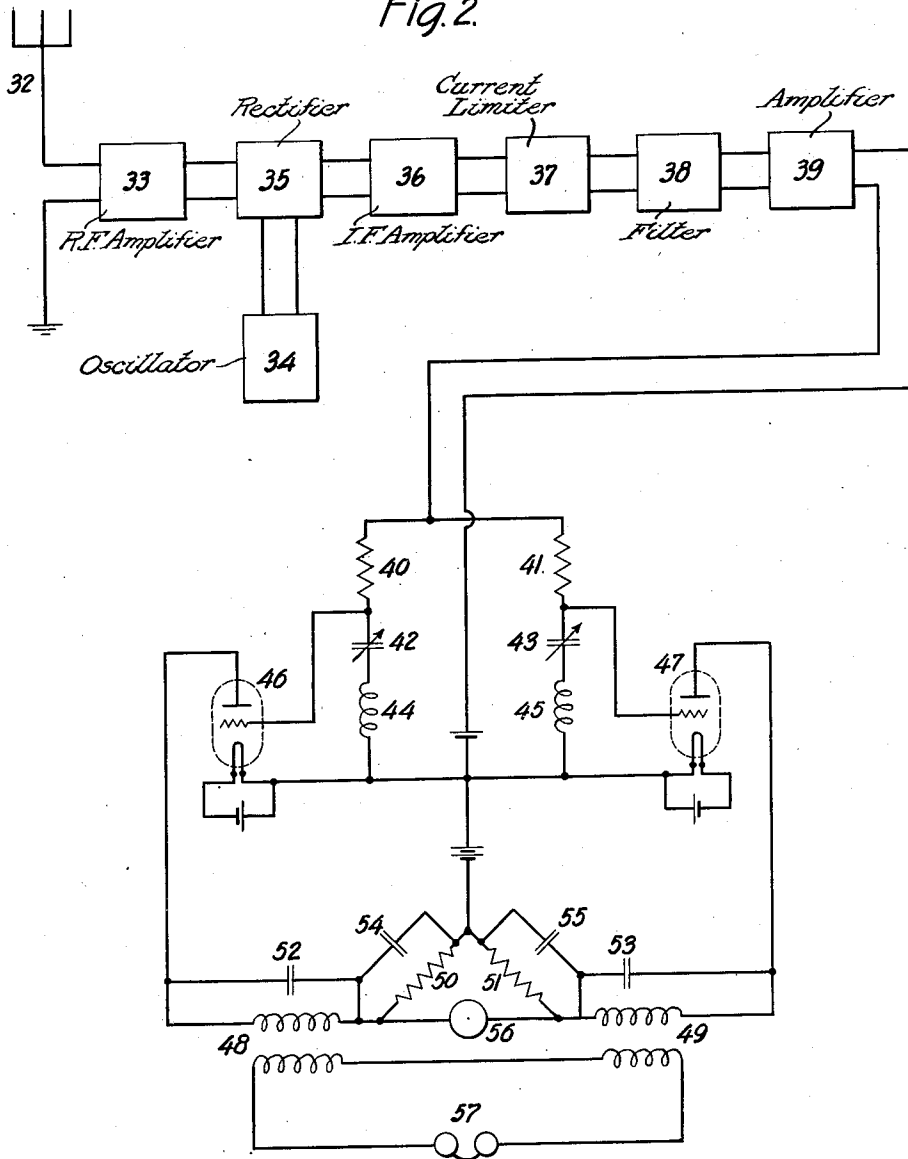 Fig. 2.
32
Rectifier
Current
Limiter
Amplifier
33
35
36
37
38
39
R.F. Amplifier
I.F. Amplifier
Filter
Oscillator
34
40
41.
42
43
46
47
44
45
54
55
52
53
50
51
56
48
49
57